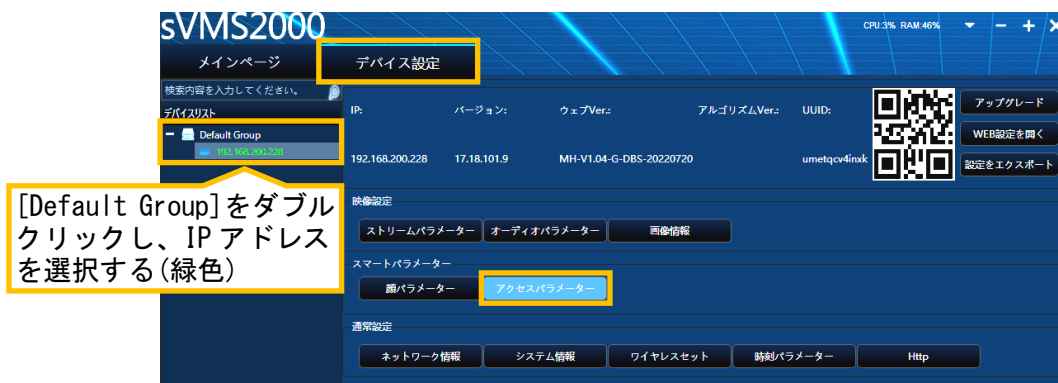 sVMS2000
CPU:3% RAM:46%
メインページ デバイス設定
検索内容を入力してください。
デバイスリスト
Default Group
192.168.200.228
IP: バージョン: ウェブVer.: アルゴリズムVer.: UUID:
192.168.200.228 17.18.101.9 MH-V1.04-G-DBS-20220720 umetqcv4inxk
アップグレード
WEB設定を開く
設定をエクスポート
[Default Group]をダブル
クリックし、IPアドレス
を選択する(緑色)
映像設定
ストリームパラメーター オーディオパラメーター 画像情報
スマートパラメーター
顔パラメーター アクセスパラメーター
通常設定
ネットワーク情報 システム情報 ワイヤレスセット 時刻パラメーター Http